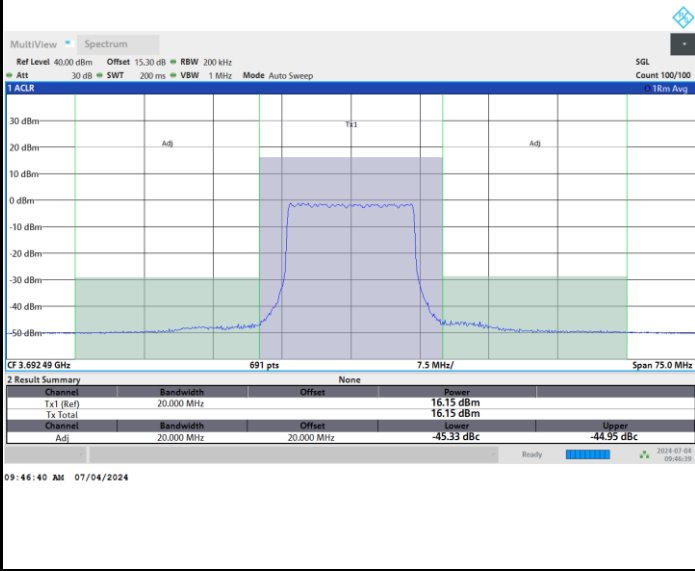 MultiView Spectrum
Ref Level 40.00 dBm Offset 15.30 dB RBW 200 kHz SGL
Att 30 dB SWT 200 ms VBW 1 MHz Mode Auto Sweep Count 100/100
1 ACLR 1Rm Avg
30 dBm
Tx1
20 dBm Adj Adj
10 dBm
0 dBm
-10 dBm
-20 dBm
-30 dBm
-40 dBm
-50 dBm
CF 3.692 49 GHz 691 pts 7.5 MHz/ Span 75.0 MHz
2 Result Summary None
Channel Bandwidth Offset Power
Tx1 (Ref) 20.000 MHz 16.15 dBm
Tx Total 16.15 dBm
Channel Bandwidth Offset Lower Upper
Adj 20.000 MHz 20.000 MHz -45.33 dBc -44.95 dBc
Ready 2024-07-04
09:46:39
09:46:40 AM 07/04/2024